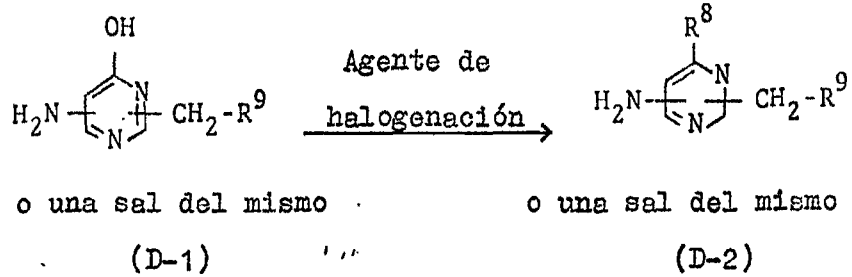 OH
N
H₂N
CH₂-R⁹
N
Agente de
halogenación
R⁸
N
H₂N
CH₂-R⁹
N
o una sal del mismo
o una sal del mismo
(D-1)
(D-2)